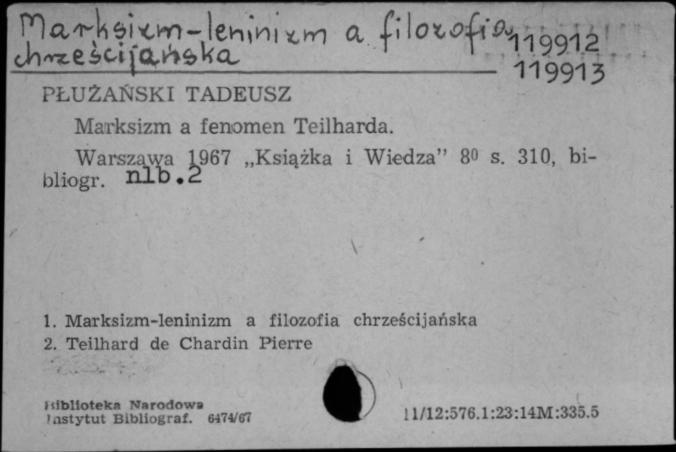 Marksizm-leninizm a filozofia
119912
chrześcijańska
119913
PŁUŻAŃSKI TADEUSZ
Marksizm a fenomen Teilharda.
Warszawa 1967 „Książka i Wiedza” 8⁰ s. 310, bi-
bliogr. nlb.2
1. Marksizm-leninizm a filozofia chrześcijańska
2. Teilhard de Chardin Pierre
Biblioteka Narodowa
Instytut Bibliograf. 6474/67
11/12:576.1:23:14M:335.5